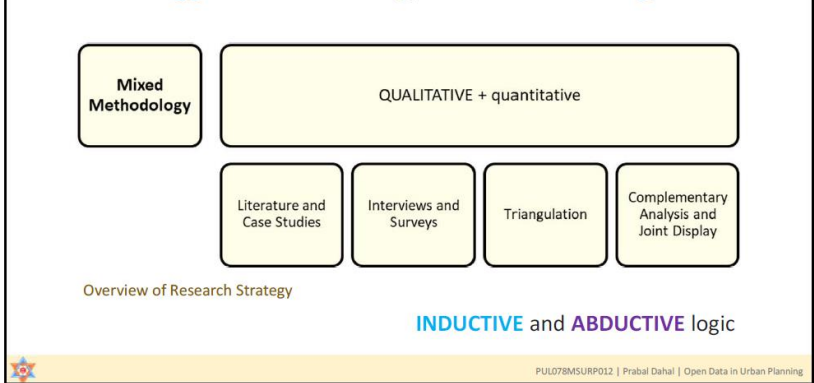 Mixed
Methodology
QUALITATIVE + quantitative
Literature and
Case Studies
Interviews and
Surveys
Triangulation
Complementary
Analysis and
Joint Display
Overview of Research Strategy
INDUCTIVE and ABDUCTIVE logic
PUL078MSURP012 | Prabal Dahal | Open Data in Urban Planning